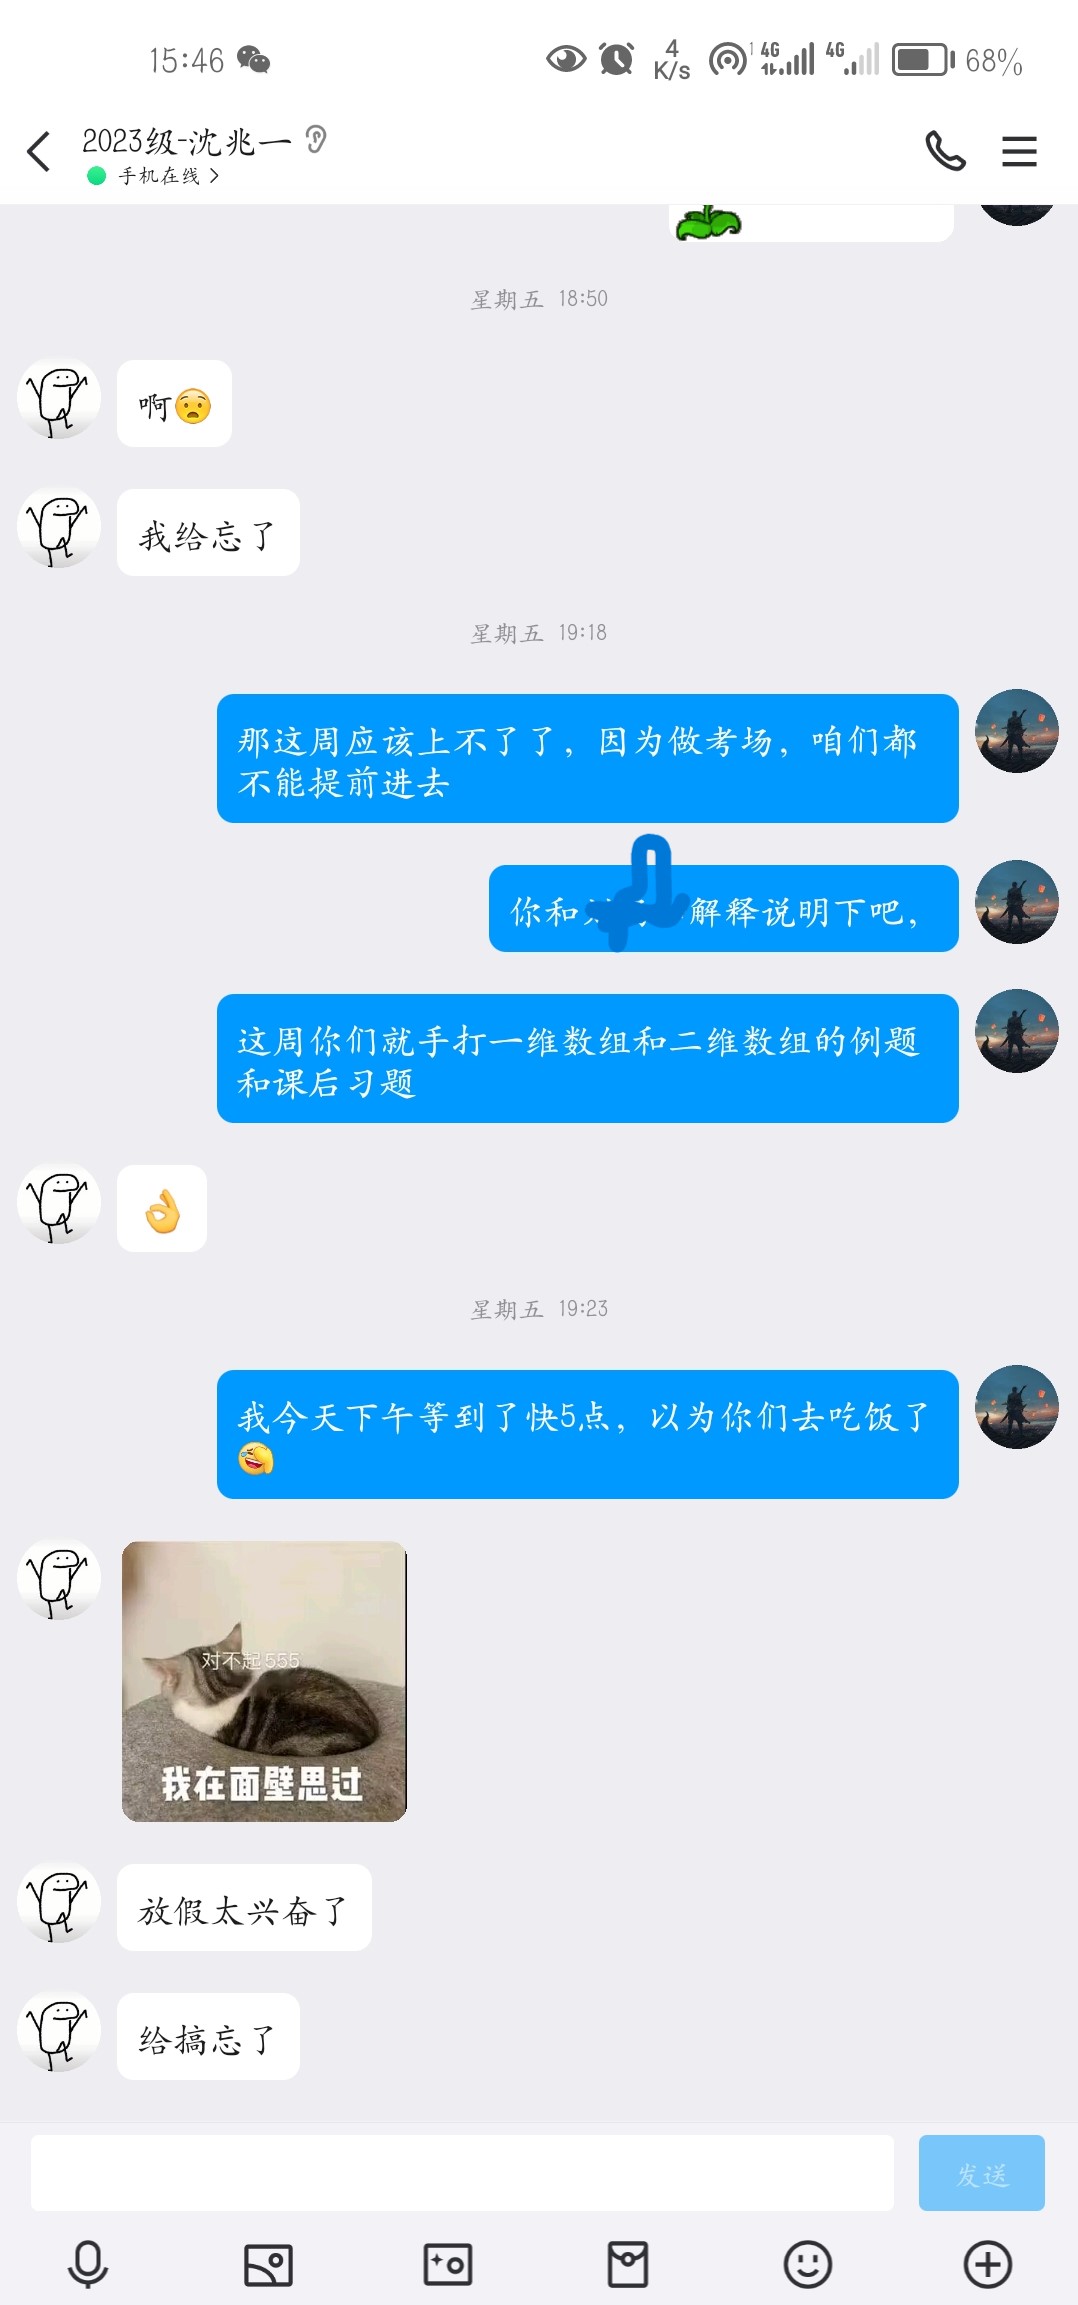 15:46
4
K/s
1
4G
4G
68%
2023级-沈兆一
手机在线
星期五 18:50
啊😧
我给忘了
星期五 19:18
那这周应该上不了了，因为做考场，咱们都
不能提前进去
你和
解释说明下吧，
这周你们就手打一维数组和二维数组的例题
和课后习题
👌
星期五 19:23
我今天下午等到了快5点，以为你们去吃饭了
对不起555
我在面壁思过
放假太兴奋了
给搞忘了
发送